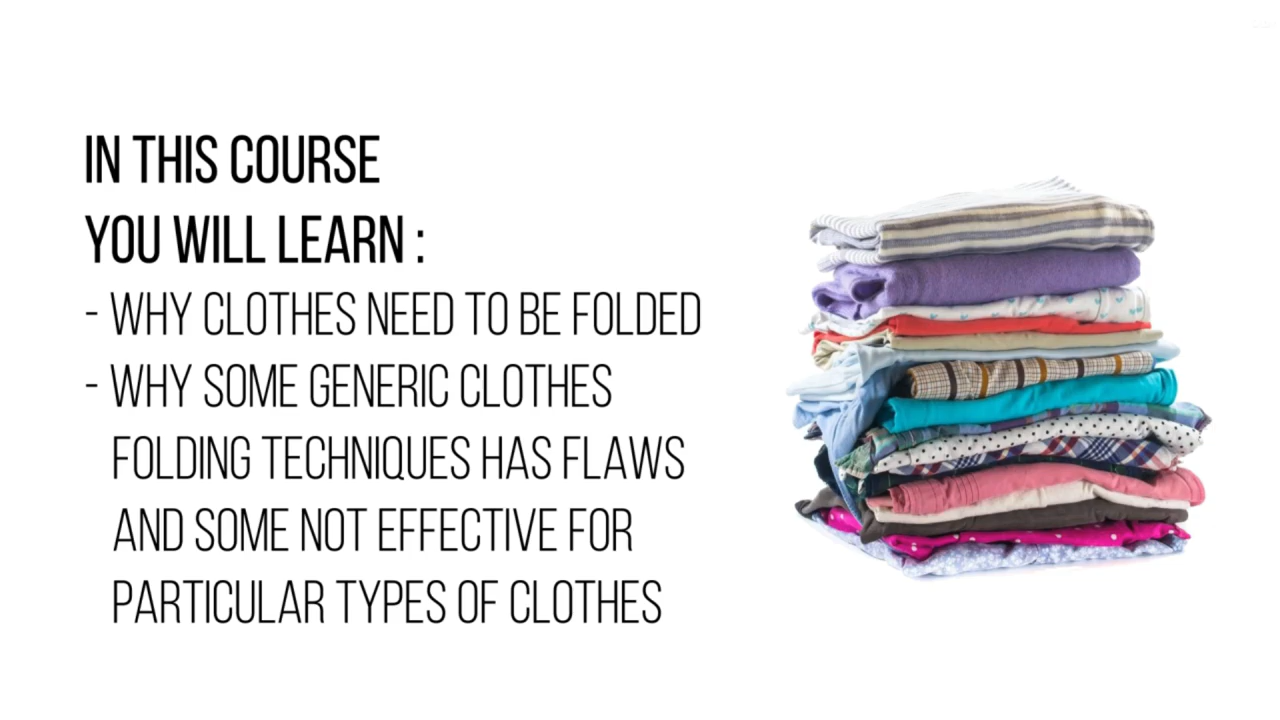 IN THIS COURSE
YOU WILL LEARN :
- WHY CLOTHES NEED TO BE FOLDED
- WHY SOME GENERIC CLOTHES
FOLDING TECHNIQUES HAS FLAWS
AND SOME NOT EFFECTIVE FOR
PARTICULAR TYPES OF CLOTHES